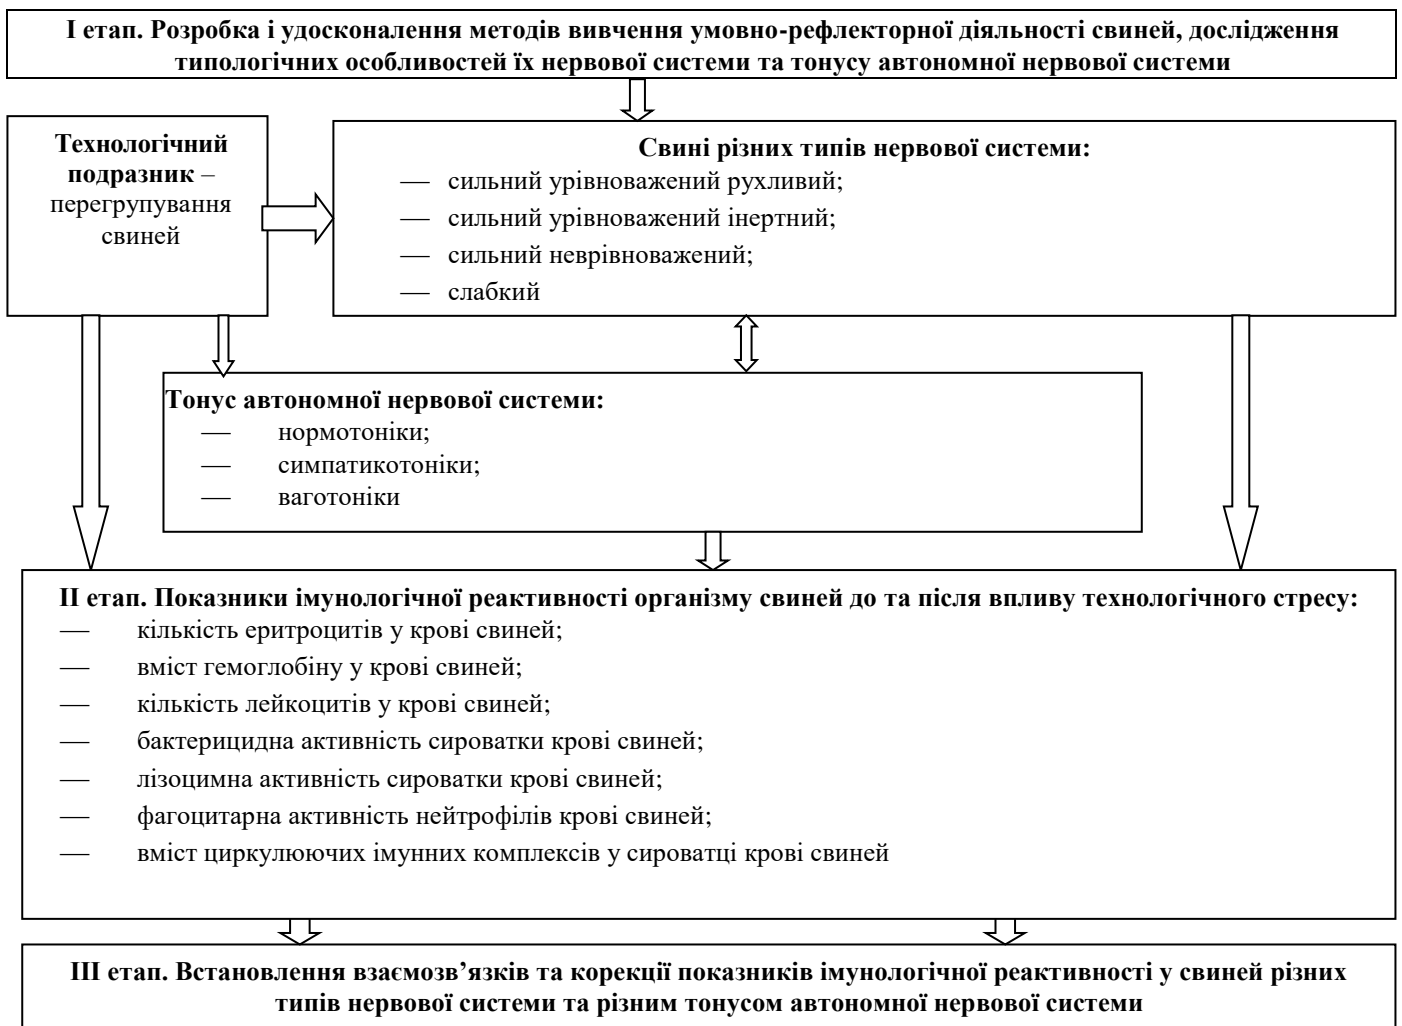 І етап. Розробка і удосконалення методів вивчення умовно-рефлекторної діяльності свиней, дослідження
типологічних особливостей їх нервової системи та тонусу автономної нервової системи
Технологічний
подразник –
перегрупування
свиней
Свині різних типів нервової системи:
— сильний урівноважений рухливий;
— сильний урівноважений інертний;
— сильний неврівноважений;
— слабкий
Тонус автономної нервової системи:
— нормотоніки;
— симпатикотоніки;
— ваготоніки
ІІ етап. Показники імунологічної реактивності організму свиней до та після впливу технологічного стресу:
— кількість еритроцитів у крові свиней;
— вміст гемоглобіну у крові свиней;
— кількість лейкоцитів у крові свиней;
— бактерицидна активність сироватки крові свиней;
— лізоцимна активність сироватки крові свиней;
— фагоцитарна активність нейтрофілів крові свиней;
— вміст циркулюючих імунних комплексів у сироватці крові свиней
ІІІ етап. Встановлення взаємозв’язків та корекції показників імунологічної реактивності у свиней різних
типів нервової системи та різним тонусом автономної нервової системи